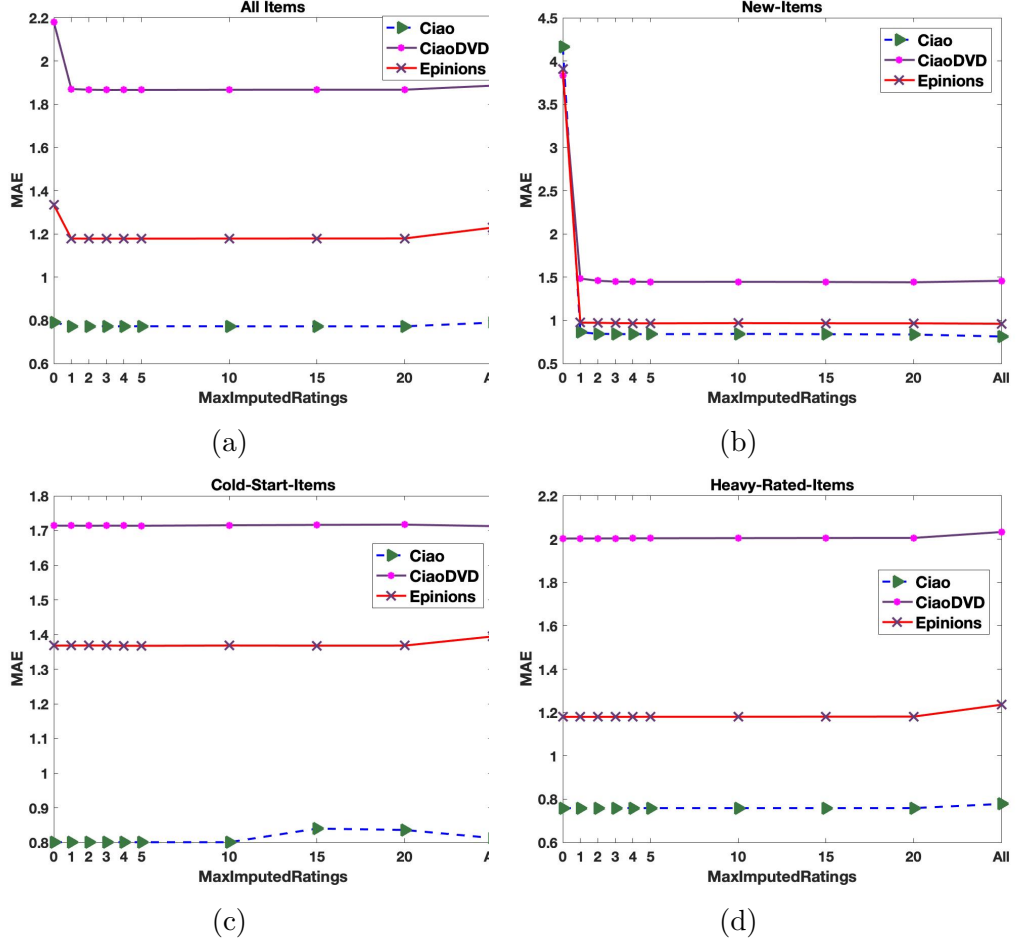 All Items
2.2
2
1.8
1.6
1.4
1.2
1
0.8
0.6
MAE
Ciao
CiaoDVD
Epinions
0 1 2 3 4 5 10 15 20 A
MaxImputedRatings
(a)
New-Items
4.5
4
3.5
3
2.5
2
1.5
1
0.5
MAE
Ciao
CiaoDVD
Epinions
0 1 2 3 4 5 10 15 20 All
MaxImputedRatings
(b)
Cold-Start-Items
1.8
1.7
1.6
1.5
1.4
1.3
1.2
1.1
1
0.9
0.8
MAE
Ciao
CiaoDVD
Epinions
0 1 2 3 4 5 10 15 20 A
MaxImputedRatings
(c)
Heavy-Rated-Items
2.2
2
1.8
1.6
1.4
1.2
1
0.8
0.6
MAE
Ciao
CiaoDVD
Epinions
0 1 2 3 4 5 10 15 20 All
MaxImputedRatings
(d)